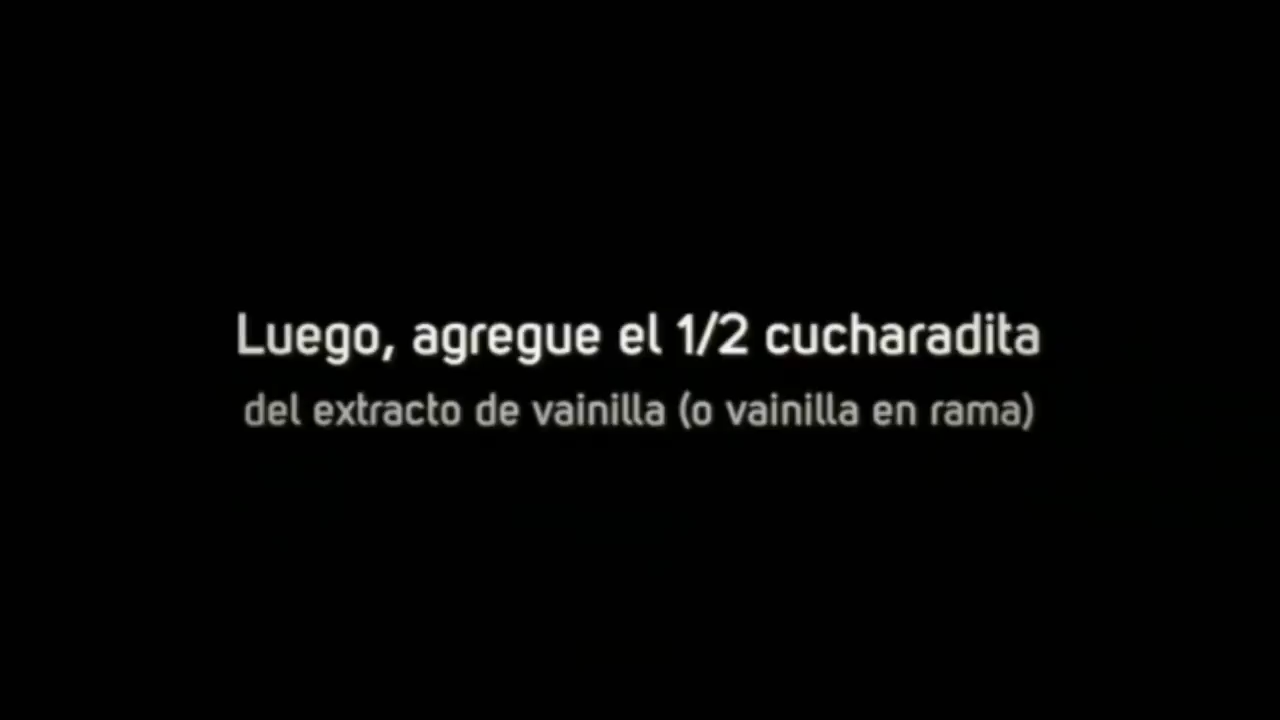 Luego, agregue el 1/2 cucharadita
del extracto de vainilla (o vainilla en rama)